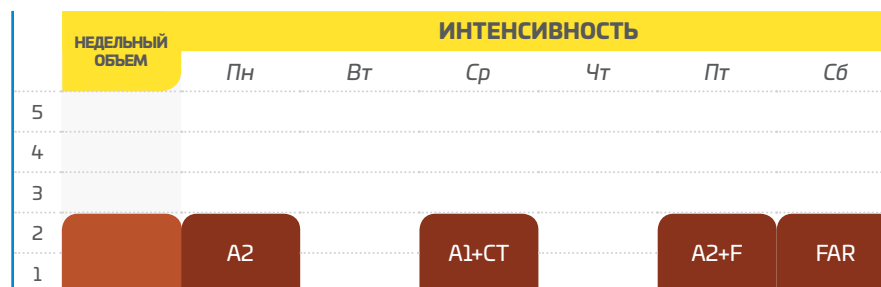 НЕДЕЛЬНЫЙ
ОБЪЕМ
ИНТЕНСИВНОСТЬ
Пн Вт Ср Чт Пт Сб
5
4
3
2
1
A2 A1+CT A2+F FAR